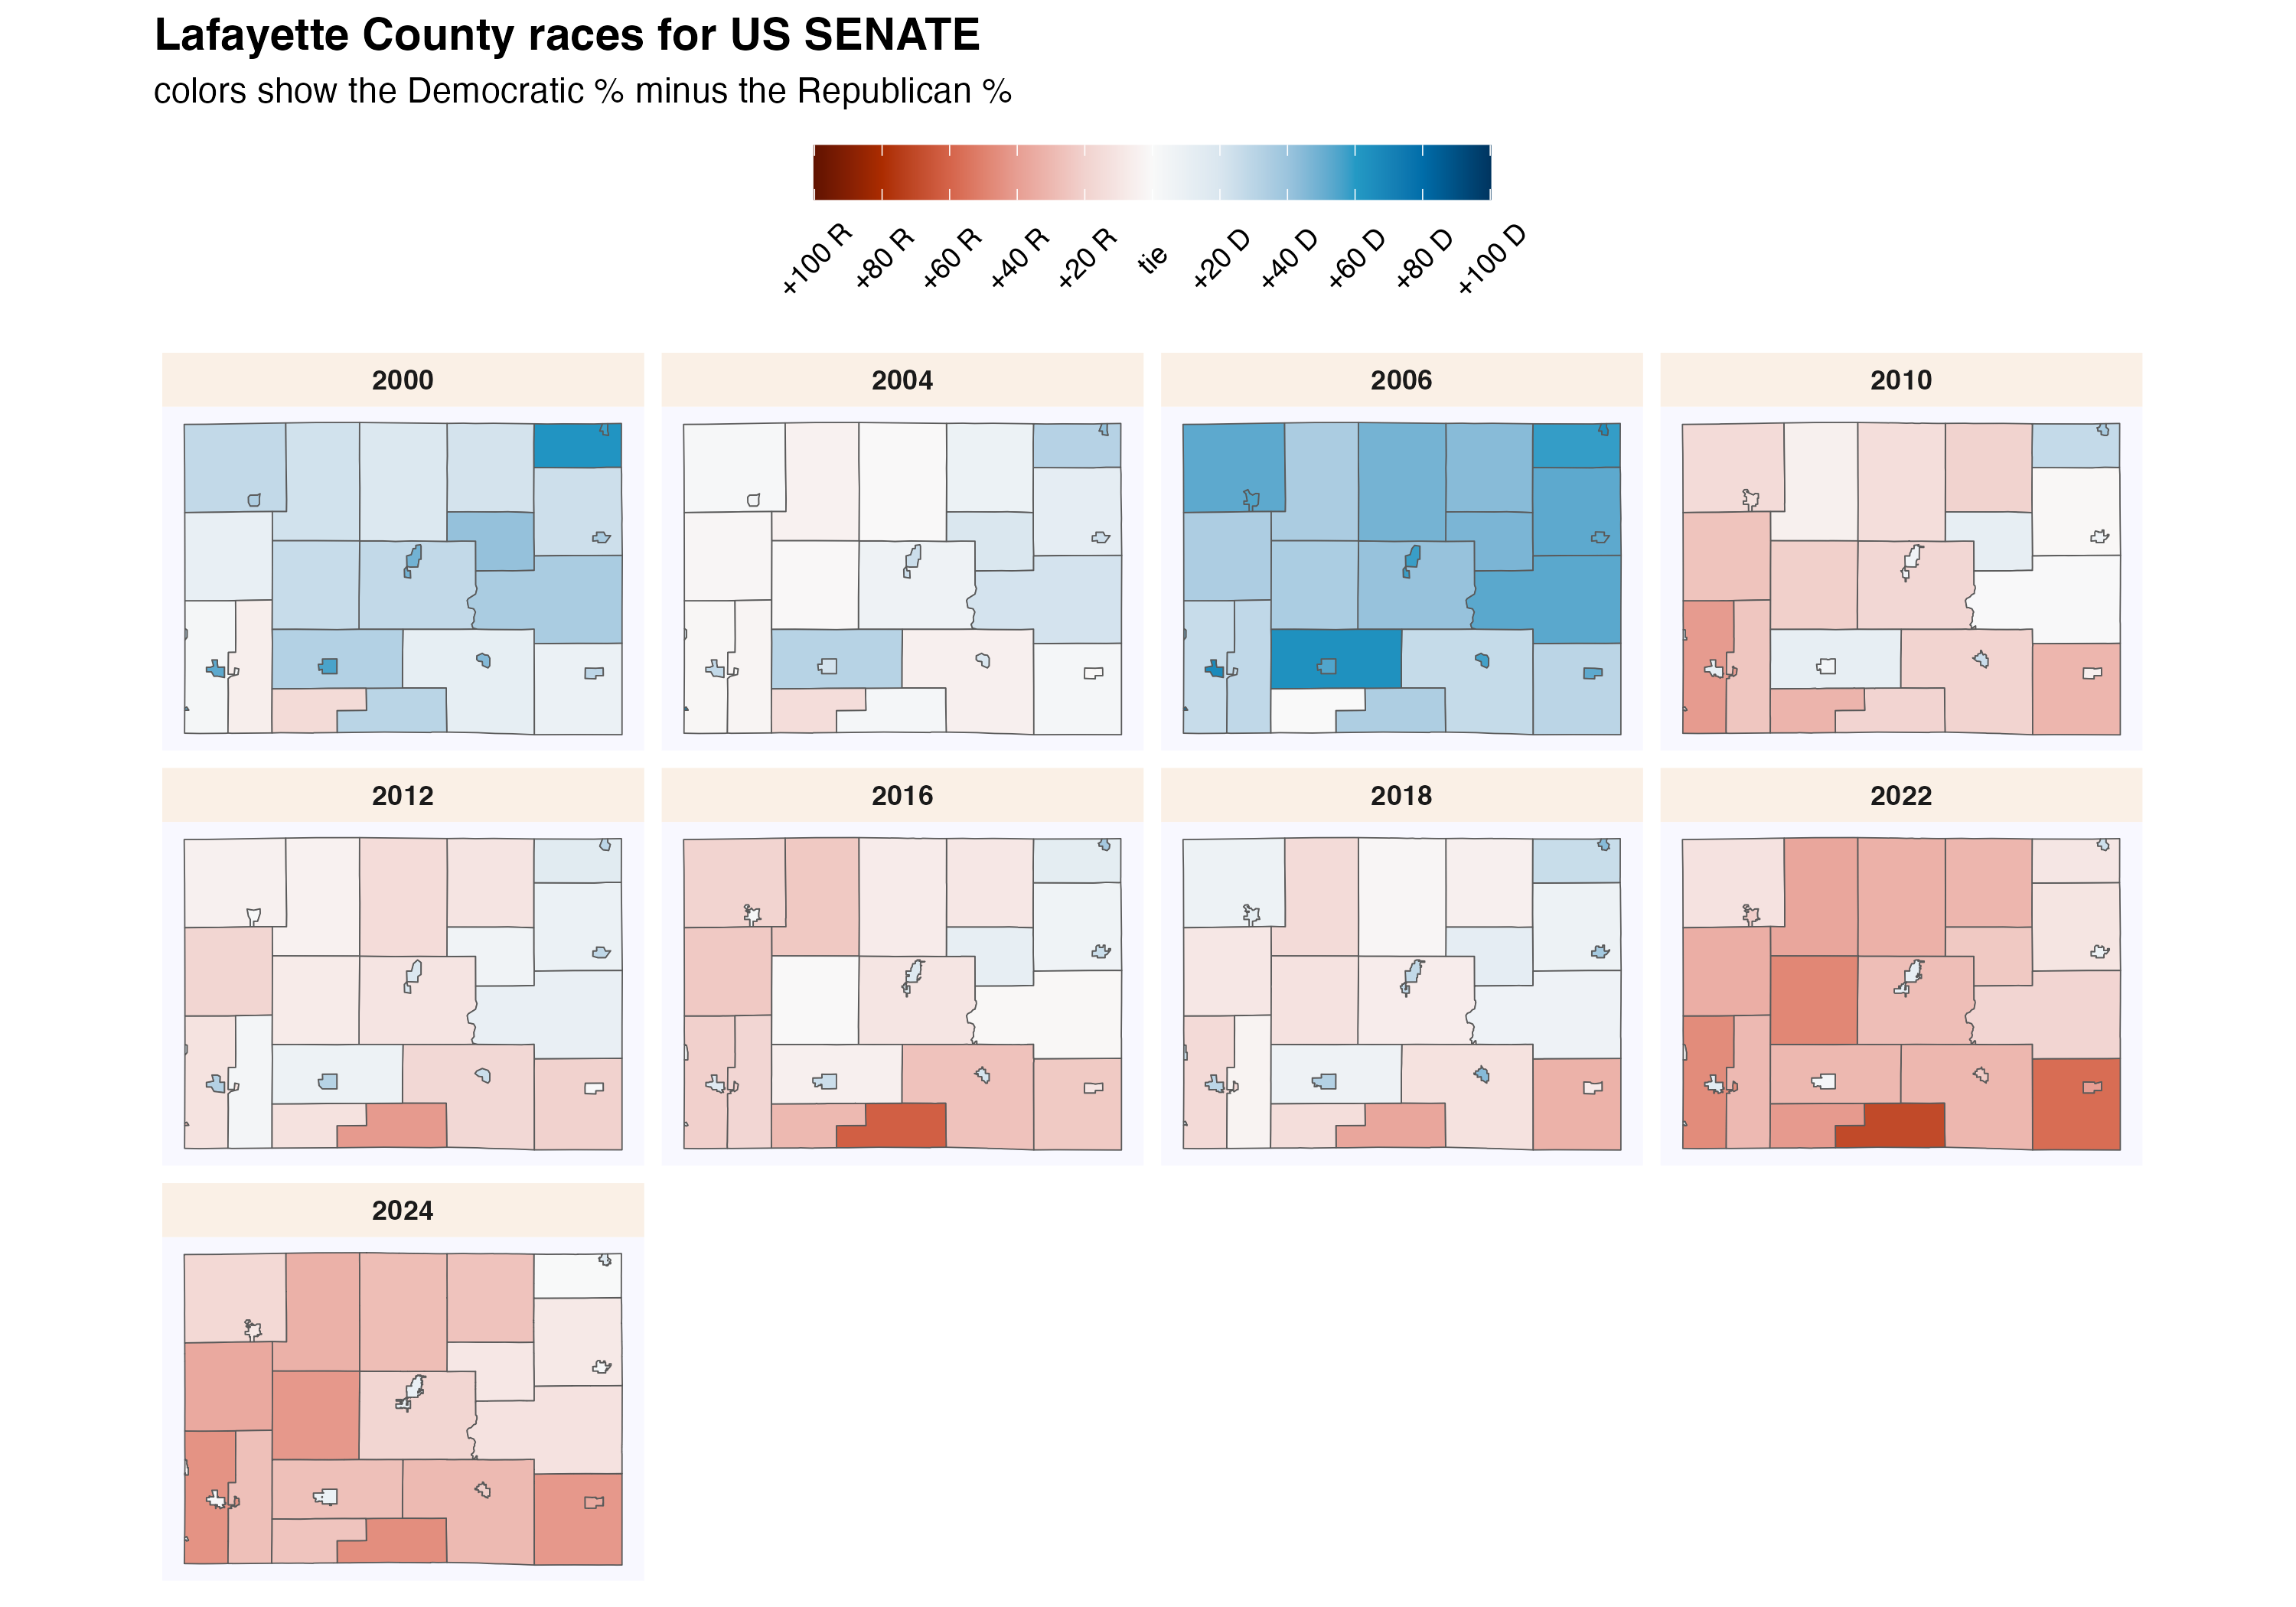 Lafayette County races for US SENATE
colors show the Democratic % minus the Republican %
+100 R +80 R +60 R +40 R +20 R tie +20 D +40 D +60 D +80 D +100 D
2000 2004 2006 2010
2012 2016 2018 2022
2024